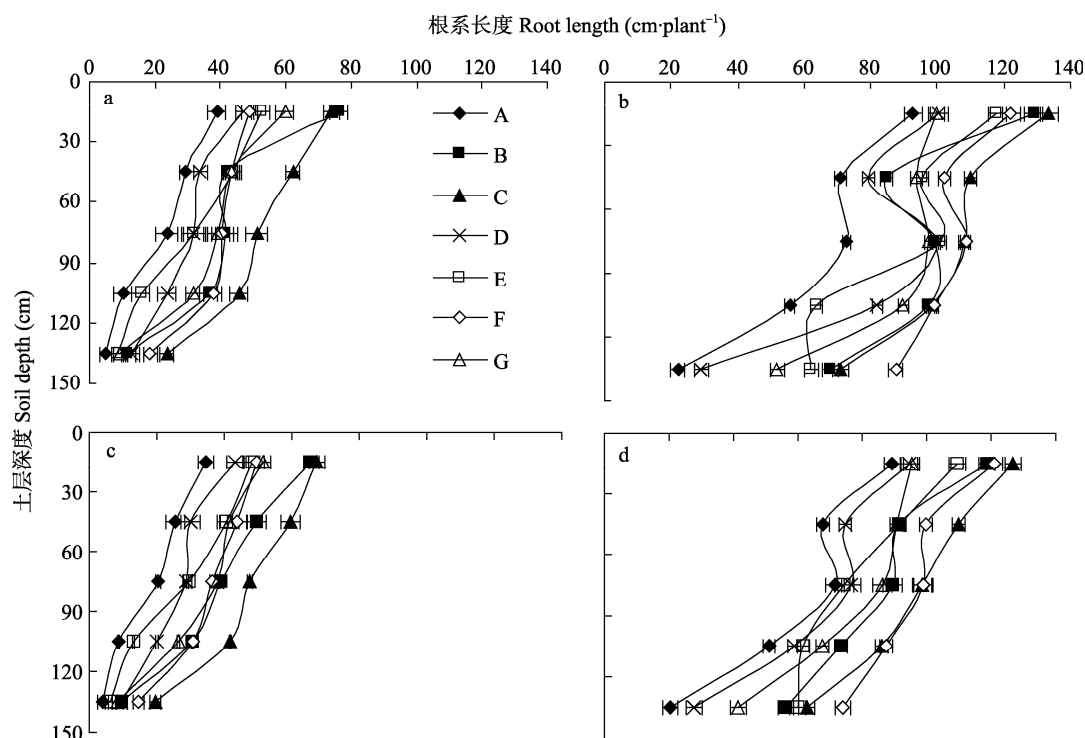 根系长度 Root length (cm·plant⁻¹)
0 20 40 60 80 100 120 140
0 20 40 60 80 100 120 140
土层深度 Soil depth (cm)
0
30
60
90
120
150
a
A
B
C
D
E
F
G
b
0
30
60
90
120
150
c
d